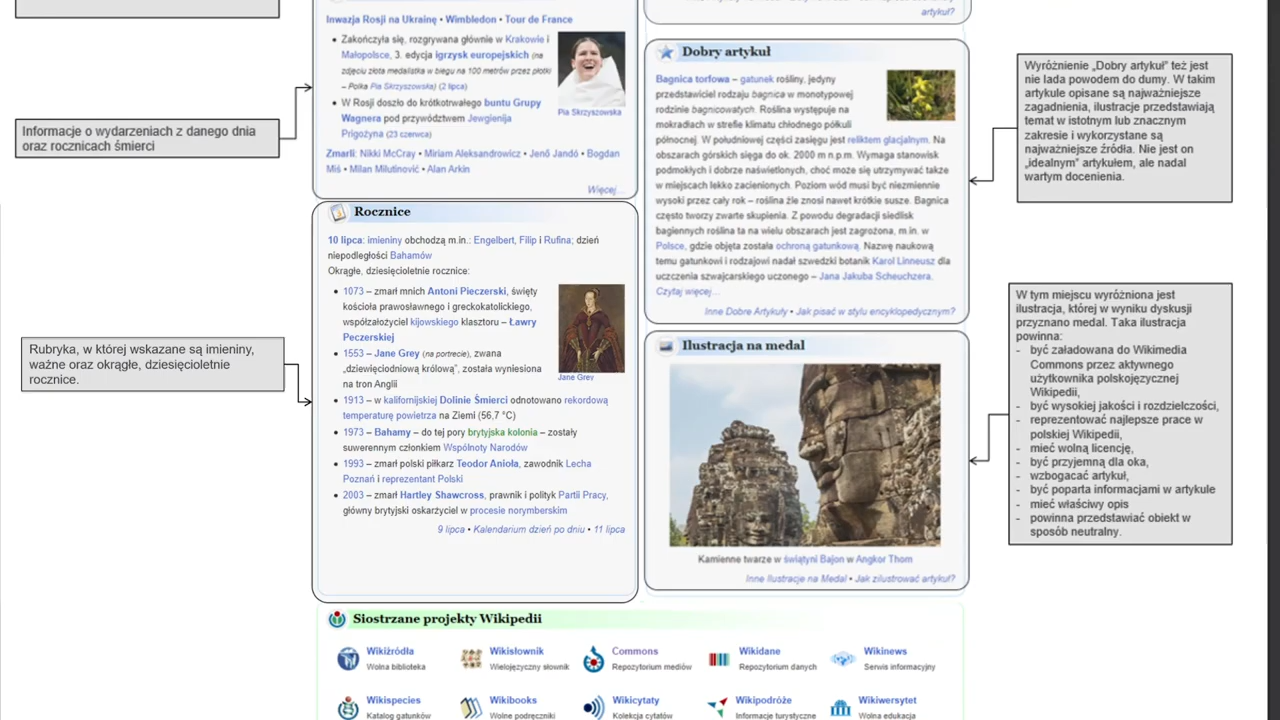 artykuł?
Inwazja Rosji na Ukrainę • Wimbledon • Tour de France
Zakończyła się, rozgrywana głównie w Krakowie i
Małopolsce, 3. edycja igrzysk europejskich (na
zdjęciu złota medalistka w biegu na 100 metrów przez płotki
– Polka Pia Skrzyszowska) (2 lipca)
Pia Skrzyszowska
W Rosji doszło do krótkotrwałego buntu Grupy
Wagnera pod przywództwem Jewgienija
Prigożyna (23 czerwca)
Zmarli: Nikki McCray • Miriam Aleksandrowicz • Jenő Jandó • Bogdan
Miś • Milan Milutinović • Alan Arkin
Więcej...
Informacje o wydarzeniach z danego dnia
oraz rocznicach śmierci
Rocznice
10 lipca: imieniny obchodzą m.in.: Engelbert, Filip i Rufina; dzień
niepodległości Bahamów
Okrągłe, dziesięcioletnie rocznice:
1073 – zmarł mnich Antoni Pieczerski, święty
kościoła prawosławnego i greckokatolickiego,
współzałożyciel kijowskiego klasztoru – Ławry
Peczerskiej
1553 – Jane Grey (na portrecie), zwana
„dziewięciodniową królową”, została wyniesiona
na tron Anglii
Jane Grey
1913 – w kalifornijskiej Dolinie Śmierci odnotowano rekordową
temperaturę powietrza na Ziemi (56,7 °C)
1973 – Bahamy – do tej pory brytyjska kolonia – zostały
suwerennym członkiem Wspólnoty Narodów
1993 – zmarł polski piłkarz Teodor Anioła, zawodnik Lecha
Poznań i reprezentant Polski
2003 – zmarł Hartley Shawcross, prawnik i polityk Partii Pracy,
główny brytyjski oskarżyciel w procesie norymberskim
9 lipca • Kalendarium dzień po dniu • 11 lipca
Rubryka, w której wskazane są imieniny,
ważne oraz okrągłe, dziesięcioletnie
rocznice.
Dobry artykuł
Bagnica torfowa – gatunek rośliny, jedyny
przedstawiciel rodzaju bagnica w monotypowej
rodzinie bagnicowatych. Roślina występuje na
mokradłach w strefie klimatu chłodnego półkuli
północnej. W południowej części zasięgu jest reliktem glacjalnym. Na
obszarach górskich sięga do ok. 2000 m n.p.m. Wymaga stanowisk
podmokłych i dobrze naświetlonych, choć może się utrzymywać także
w miejscach lekko zacienionych. Poziom wód musi być niezmiennie
wysoki przez cały rok – roślina źle znosi nawet krótkie susze. Bagnica
często tworzy zwarte skupienia. Z powodu degradacji siedlisk
bagiennych roślina ta na wielu obszarach jest zagrożona, m.in. w
Polsce, gdzie objęta została ochroną gatunkową. Nazwę naukową
temu gatunkowi i rodzajowi nadał szwedzki botanik Karol Linneusz dla
uczczenia szwajcarskiego uczonego – Jana Jakuba Scheuchzera.
Czytaj więcej...
Inne Dobre Artykuły • Jak pisać w stylu encyklopedycznym?
Wyróżnienie „Dobry artykuł” też jest
nie lada powodem do dumy. W takim
artykule opisane są najważniejsze
zagadnienia, ilustracje przedstawiają
temat w istotnym lub znacznym
zakresie i wykorzystane są
najważniejsze źródła. Nie jest on
„idealnym” artykułem, ale nadal
wartym docenienia.
Ilustracja na medal
Kamienne twarze w świątyni Bajon w Angkor Thom
Inne Ilustracje na Medal • Jak zilustrować artykuł?
W tym miejscu wyróżniona jest
ilustracja, której w wyniku dyskusji
przyznano medal. Taka ilustracja
powinna:
- być załadowana do Wikimedia
Commons przez aktywnego
użytkownika polskojęzycznej
Wikipedii,
- być wysokiej jakości i rozdzielczości,
- reprezentować najlepsze prace w
polskiej Wikipedii,
- mieć wolną licencję,
- być przyjemną dla oka,
- wzbogacać artykuł,
- być poparta informacjami w artykule
- mieć właściwy opis
- powinna przedstawiać obiekt w
sposób neutralny.
Siostrzane projekty Wikipedii
Wikiźródła
Wolna biblioteka
Wikisłownik
Wielojęzyczny słownik
Commons
Repozytorium mediów
Wikidane
Repozytorium danych
Wikinews
Serwis informacyjny
Wikispecies
Katalog gatunków
Wikibooks
Wolne podręczniki
Wikicytaty
Kolekcja cytatów
Wikipodróże
Informacje turystyczne
Wikiwersytet
Wolna edukacja